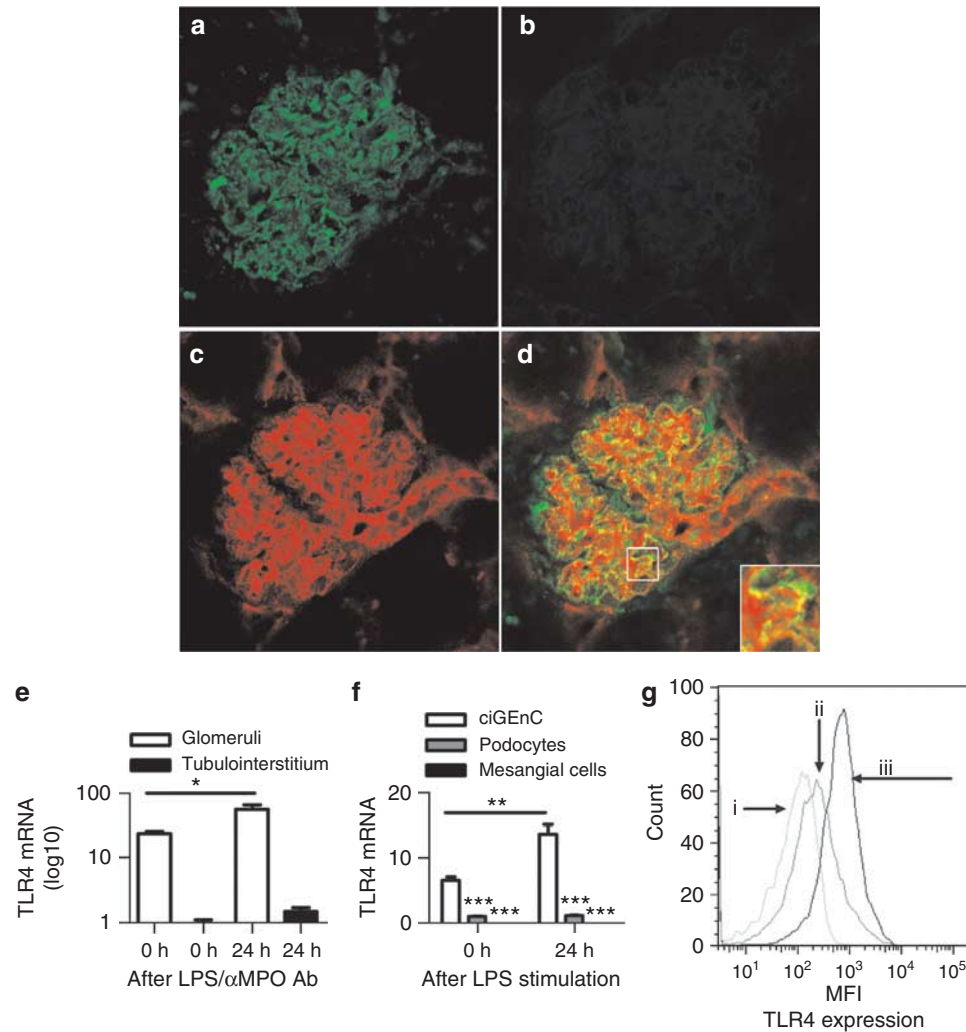 a
b
c
d
e
Glomeruli
Tubulointerstitium
*
100
10
1
TLR4 mRNA
(log10)
0 h 0 h 24 h 24 h
After LPS/αMPO Ab
f
ciGEnC
Podocytes
Mesangial cells
**
20
10
0
TLR4 mRNA
*** *** *** ***
0 h 24 h
After LPS stimulation
g
100
80
60
40
20
0
Count
i
ii
iii
10¹ 10² 10³ 10⁴ 10⁵
MFI
TLR4 expression